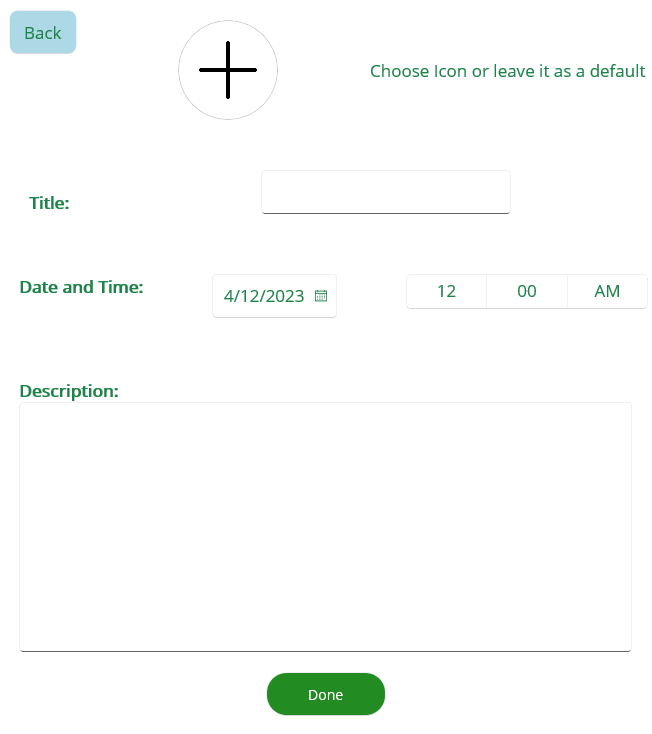 Back
Choose Icon or leave it as a default
Title:
Date and Time: 4/12/2023 12 00 AM
Description:
Done